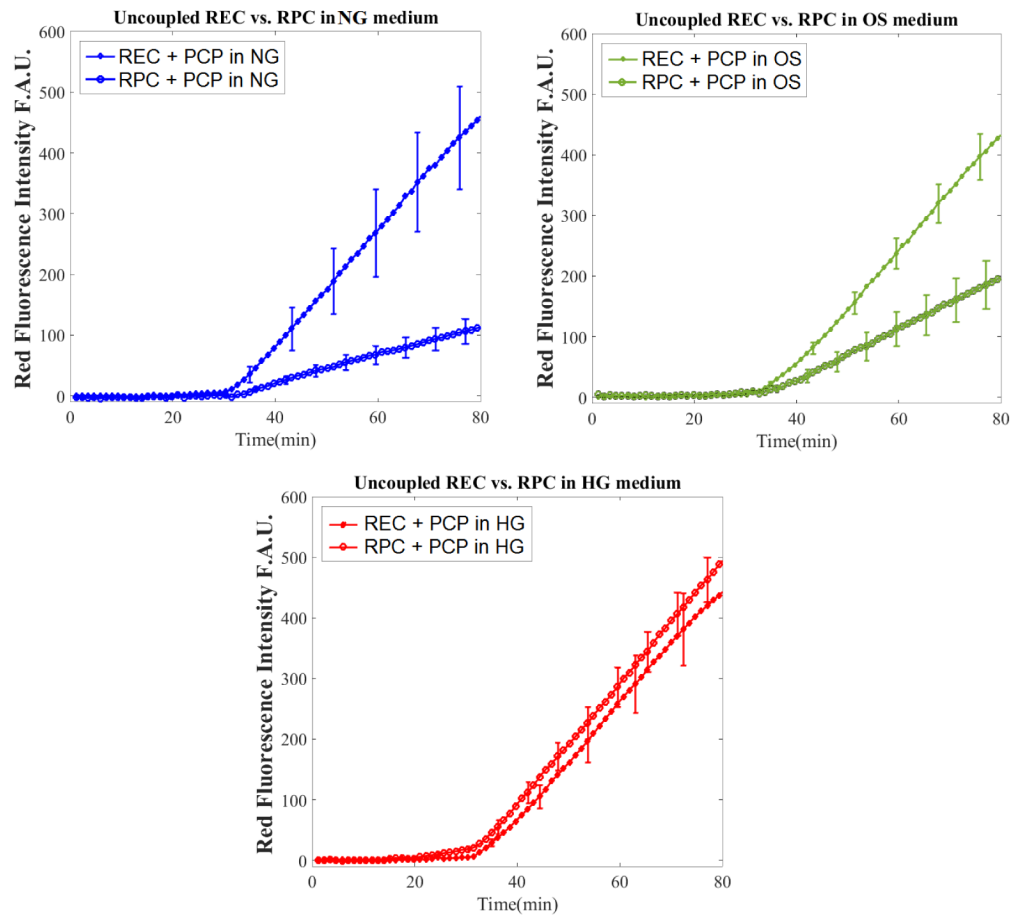 Uncoupled REC vs. RPC in NG medium
Red Fluorescence Intensity F.A.U.
600
500
400
300
200
100
0
REC + PCP in NG
RPC + PCP in NG
0 20 40 60 80
Time(min)
Uncoupled REC vs. RPC in OS medium
Red Fluorescence Intensity F.A.U.
600
500
400
300
200
100
0
REC + PCP in OS
RPC + PCP in OS
0 20 40 60 80
Time(min)
Uncoupled REC vs. RPC in HG medium
Red Fluorescence Intensity F.A.U.
600
500
400
300
200
100
0
REC + PCP in HG
RPC + PCP in HG
0 20 40 60 80
Time(min)